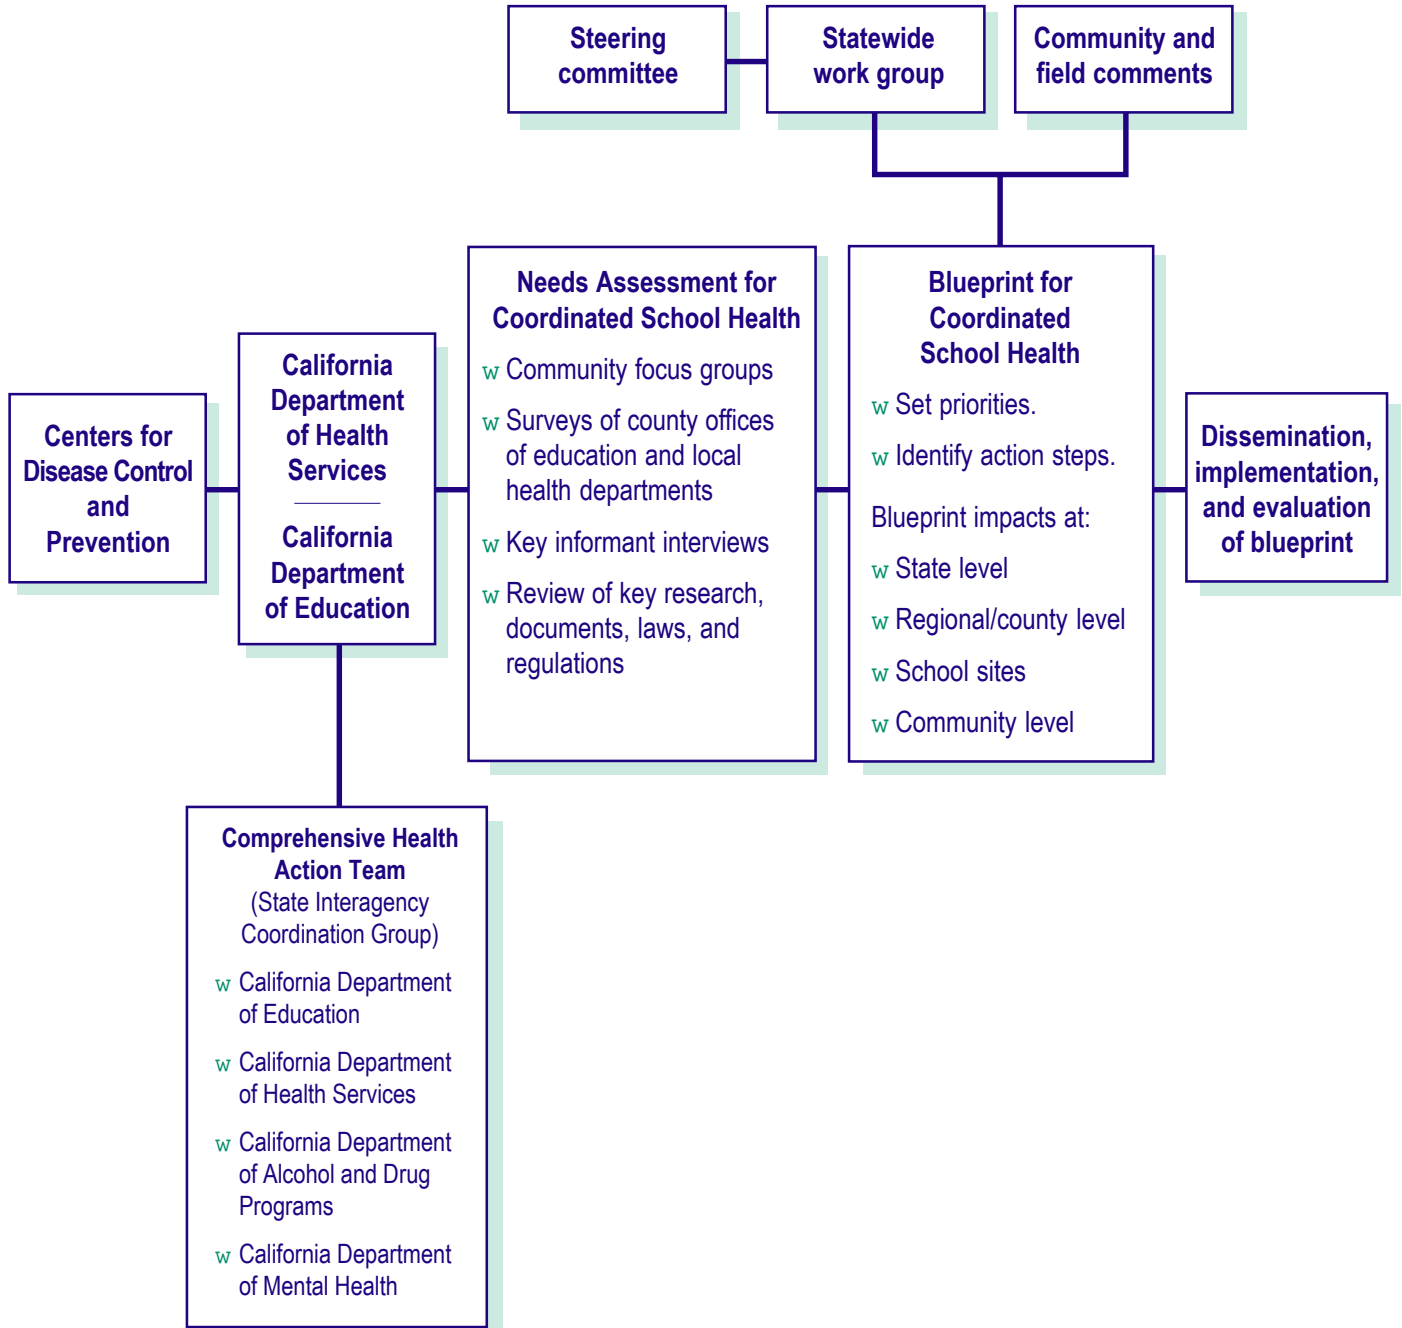 Steering
committee
Statewide
work group
Community and
field comments
Centers for
Disease Control
and
Prevention
California
Department
of Health
Services
California
Department
of Education
Needs Assessment for
Coordinated School Health
w Community focus groups
w Surveys of county offices
of education and local
health departments
w Key informant interviews
w Review of key research,
documents, laws, and
regulations
Blueprint for
Coordinated
School Health
w Set priorities.
w Identify action steps.
Blueprint impacts at:
w State level
w Regional/county level
w School sites
w Community level
Dissemination,
implementation,
and evaluation
of blueprint
Comprehensive Health
Action Team
(State Interagency
Coordination Group)
w California Department
of Education
w California Department
of Health Services
w California Department
of Alcohol and Drug
Programs
w California Department
of Mental Health